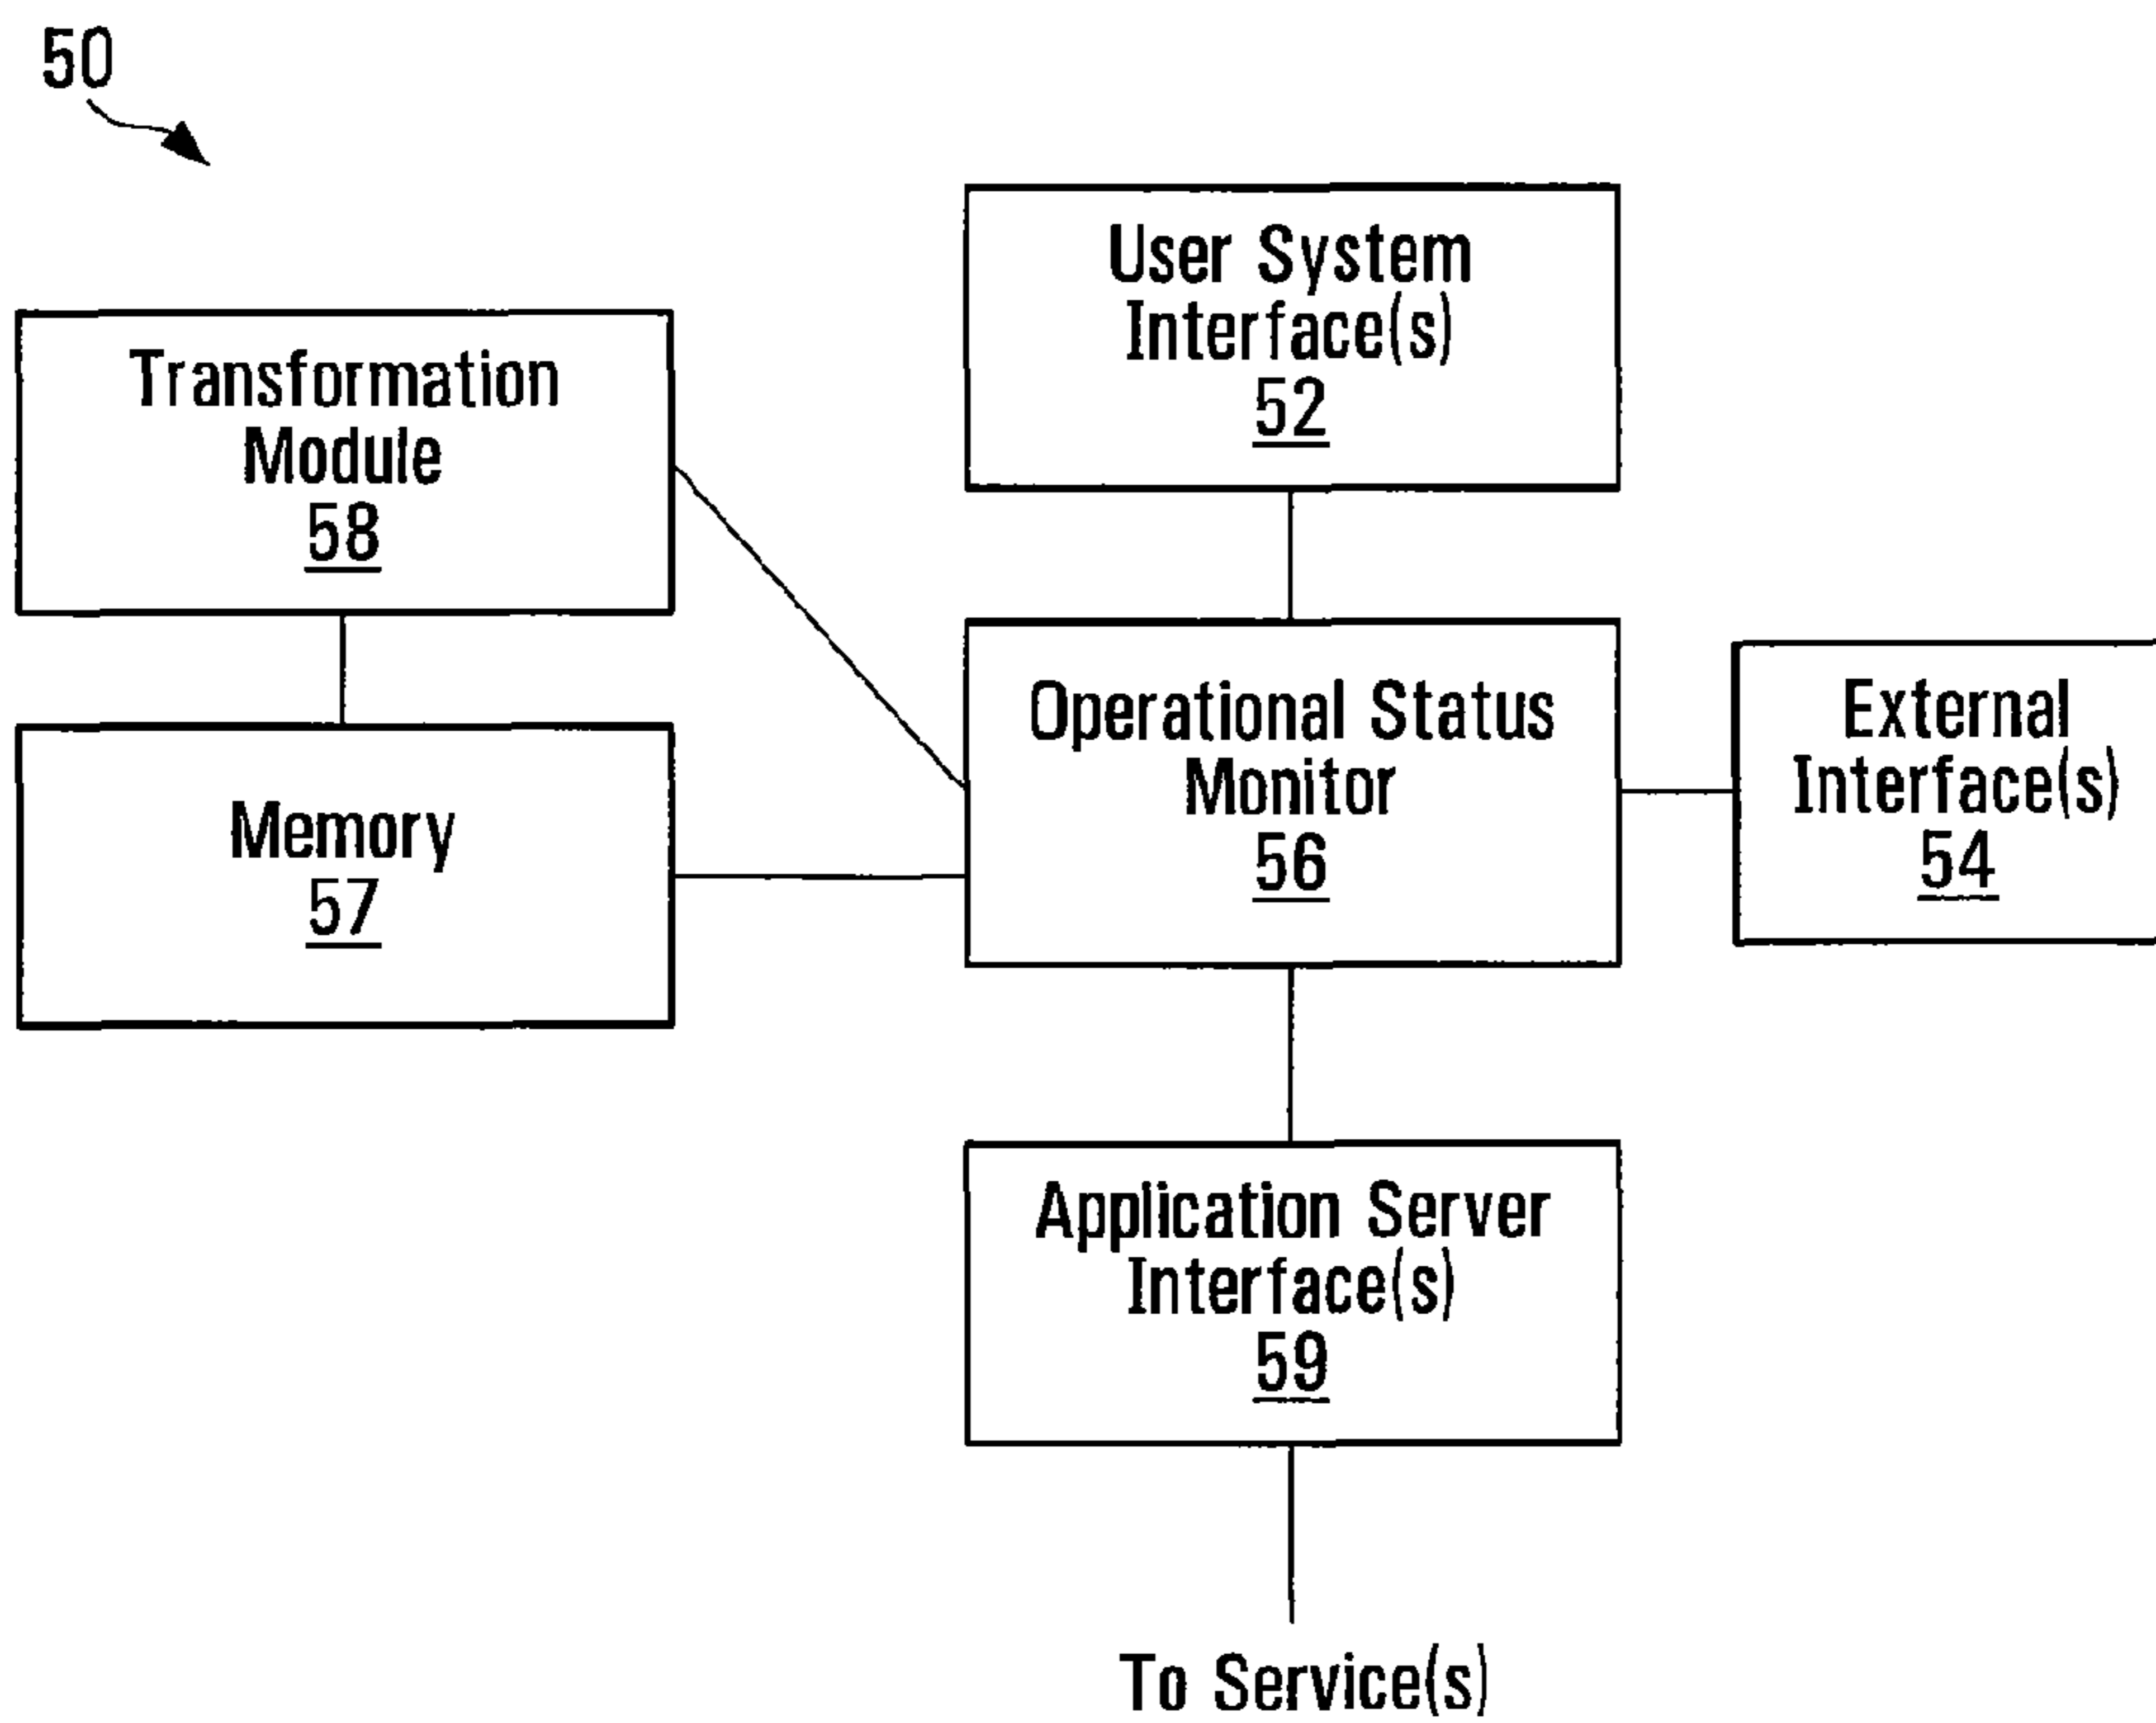 50
User System
Interface(s)
52
Transformation
Module
58
Operational Status
Monitor
56
External
Interface(s)
54
Memory
57
Application Server
Interface(s)
59
To Service(s)